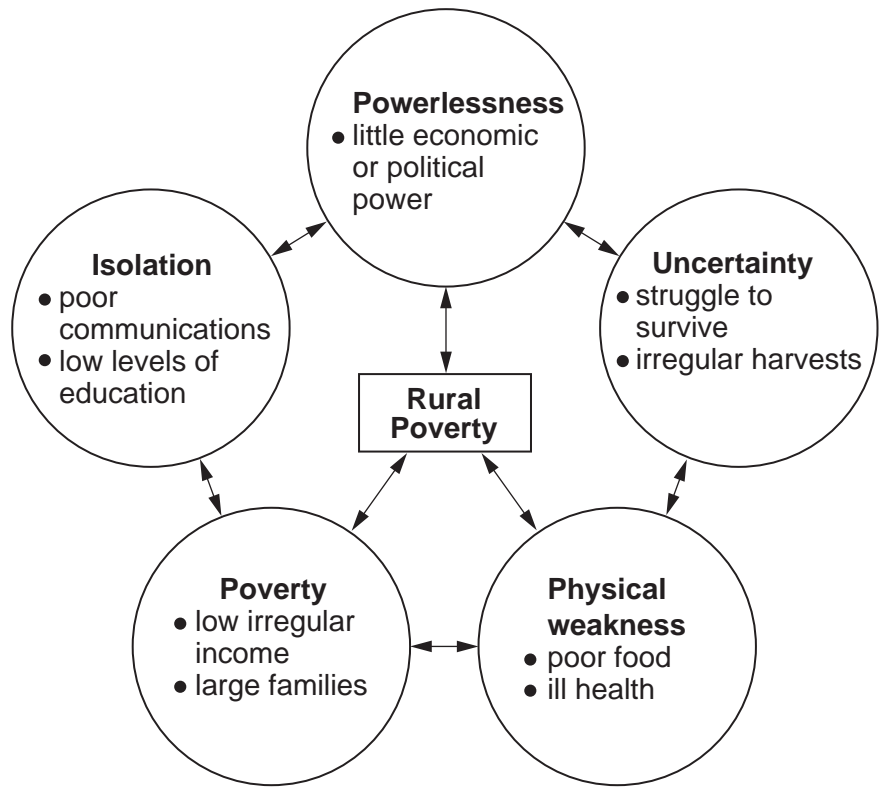 Powerlessness
● little economic
or political
power
Isolation
● poor
communications
● low levels of
education
Uncertainty
● struggle to
survive
● irregular harvests
Rural
Poverty
Poverty
● low irregular
income
● large families
Physical
weakness
● poor food
● ill health